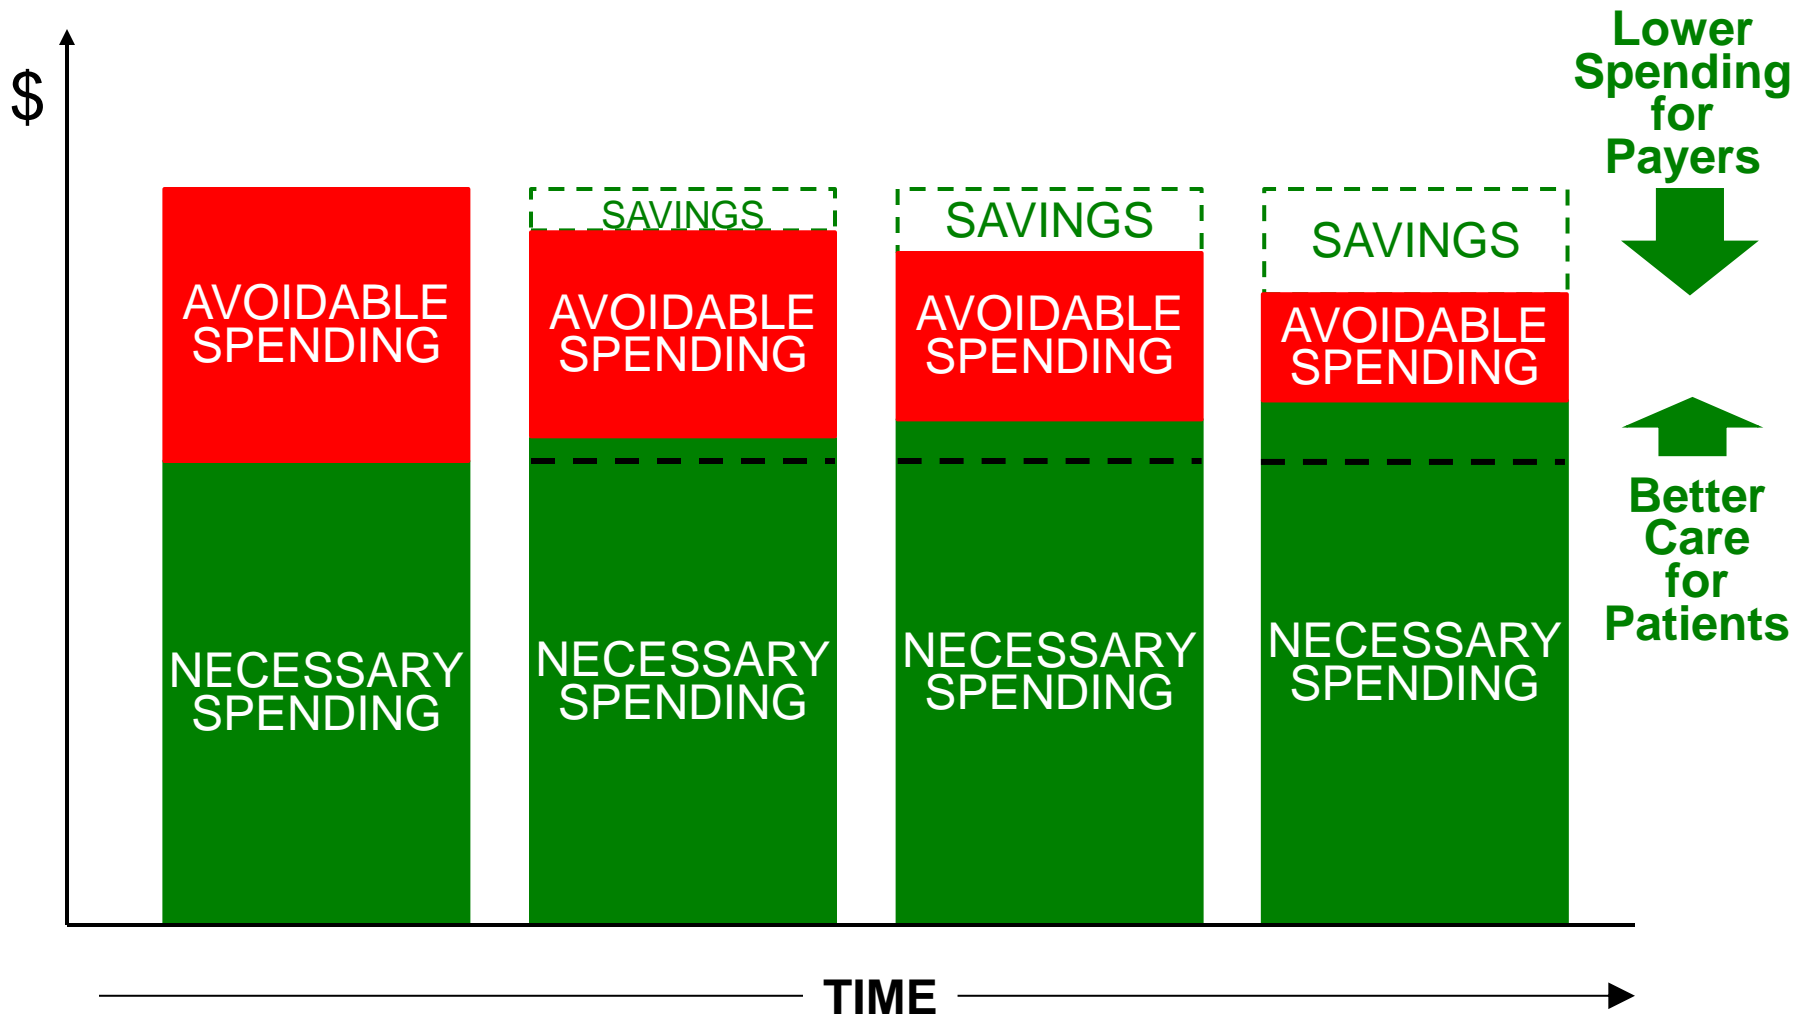 $
AVOIDABLE
SPENDING
NECESSARY
SPENDING
SAVINGS
AVOIDABLE
SPENDING
NECESSARY
SPENDING
SAVINGS
AVOIDABLE
SPENDING
NECESSARY
SPENDING
SAVINGS
AVOIDABLE
SPENDING
NECESSARY
SPENDING
Lower
Spending
for
Payers
Better
Care
for
Patients
TIME